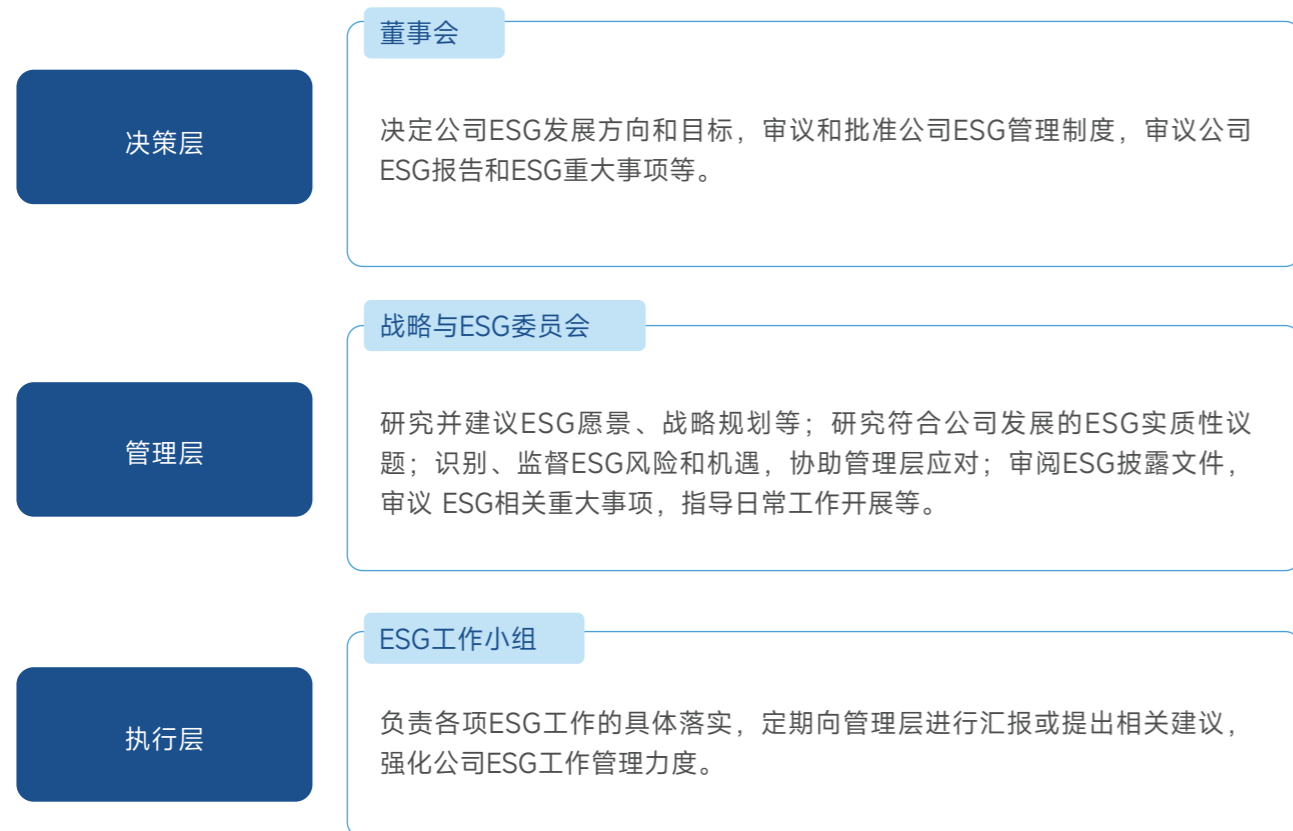 董事会
决策层
决定公司ESG发展方向和目标，审议和批准公司ESG管理制度，审议公司
ESG报告和ESG重大事项等。
战略与ESG委员会
管理层
研究并建议ESG愿景、战略规划等；研究符合公司发展的ESG实质性议
题；识别、监督ESG风险和机遇，协助管理层应对；审阅ESG披露文件，
审议 ESG相关重大事项，指导日常工作开展等。
ESG工作小组
执行层
负责各项ESG工作的具体落实，定期向管理层进行汇报或提出相关建议，
强化公司ESG工作管理力度。